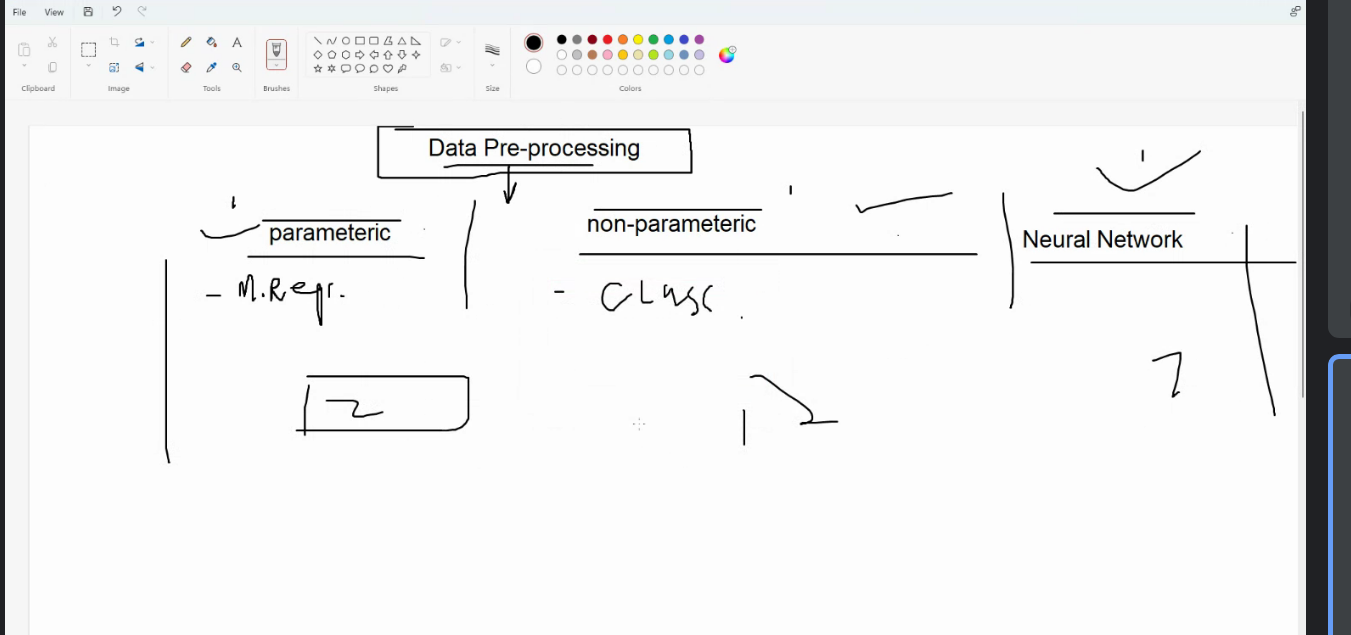 File View
Clipboard Image Tools Brushes Shapes Size Colors
Data Pre-processing
parameteric non-parameteric Neural Network
- M.Regr. - CLass
2